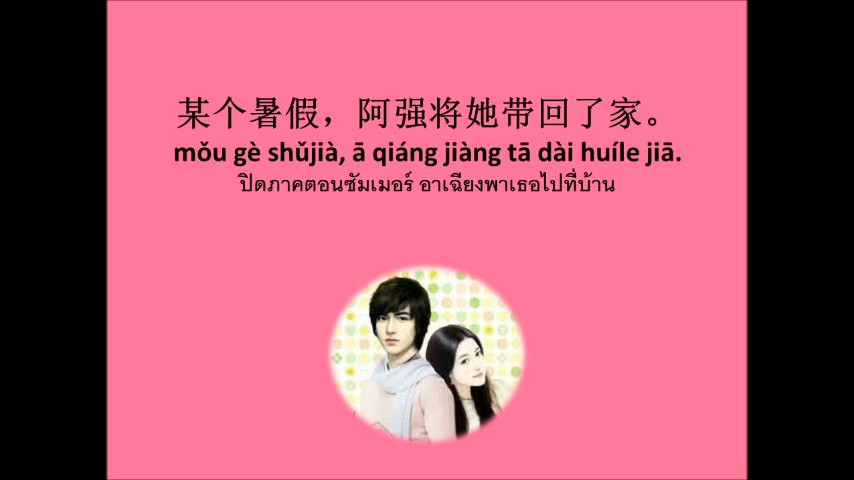 某个暑假，阿强将她带回了家。
mǒu gè shǔjià, ā qiáng jiàng tā dài huíle jiā.
ปิดภาคตอนซัมเมอร์ อาเฉียงพาเธอไปที่บ้าน